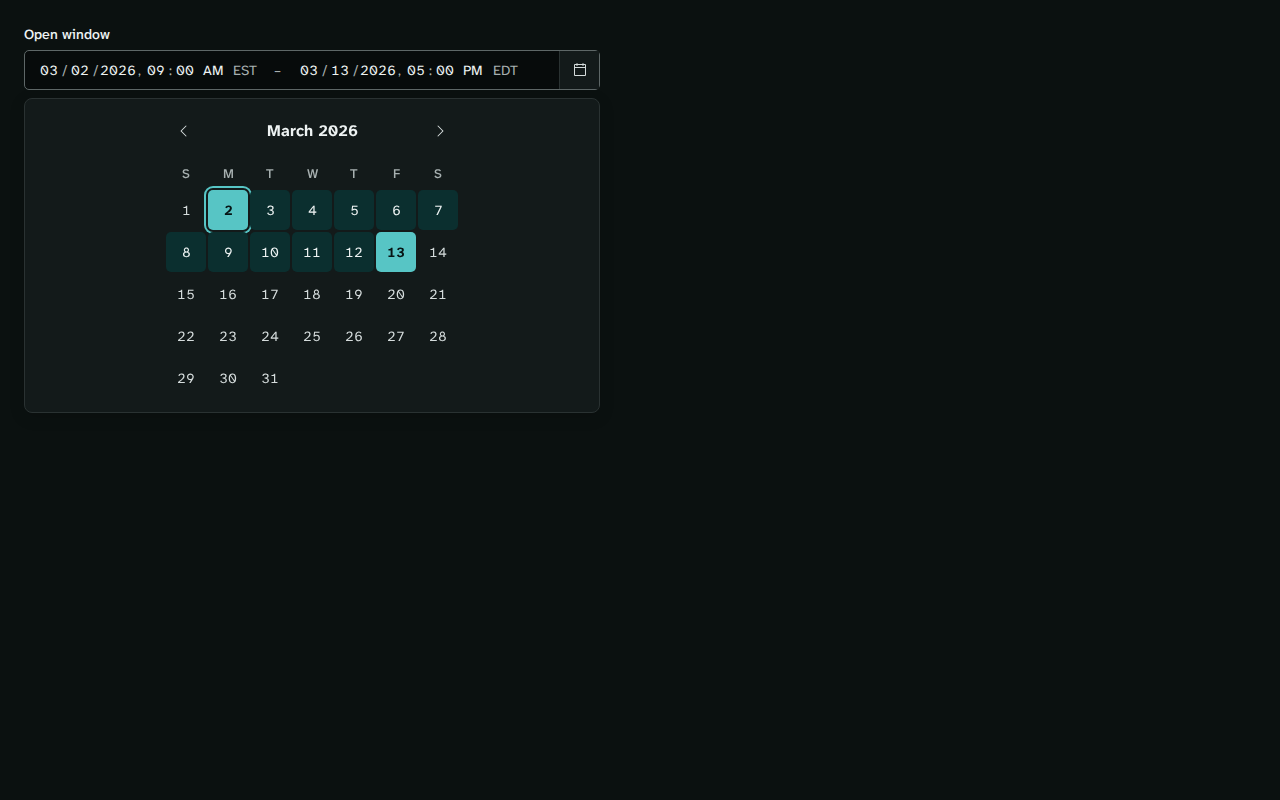 Open window
03/02/2026, 09:00 AM EST – 03/13/2026, 05:00 PM EDT
March 2026
S M T W T F S
1 2 3 4 5 6 7
8 9 10 11 12 13 14
15 16 17 18 19 20 21
22 23 24 25 26 27 28
29 30 31